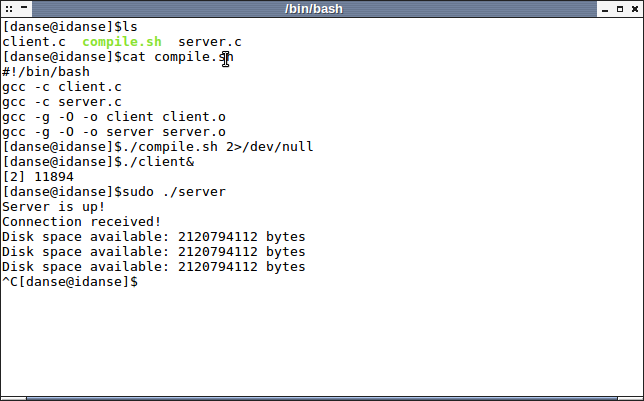 /bin/bash
[danse@idanse]$ls
client.c  compile.sh  server.c
[danse@idanse]$cat compile.sh
#!/bin/bash
gcc -c client.c
gcc -c server.c
gcc -g -O -o client client.o
gcc -g -O -o server server.o
[danse@idanse]$./compile.sh 2>/dev/null
[danse@idanse]$./client&
[2] 11894
[danse@idanse]$sudo ./server
Server is up!
Connection received!
Disk space available: 2120794112 bytes
Disk space available: 2120794112 bytes
Disk space available: 2120794112 bytes
^C[danse@idanse]$